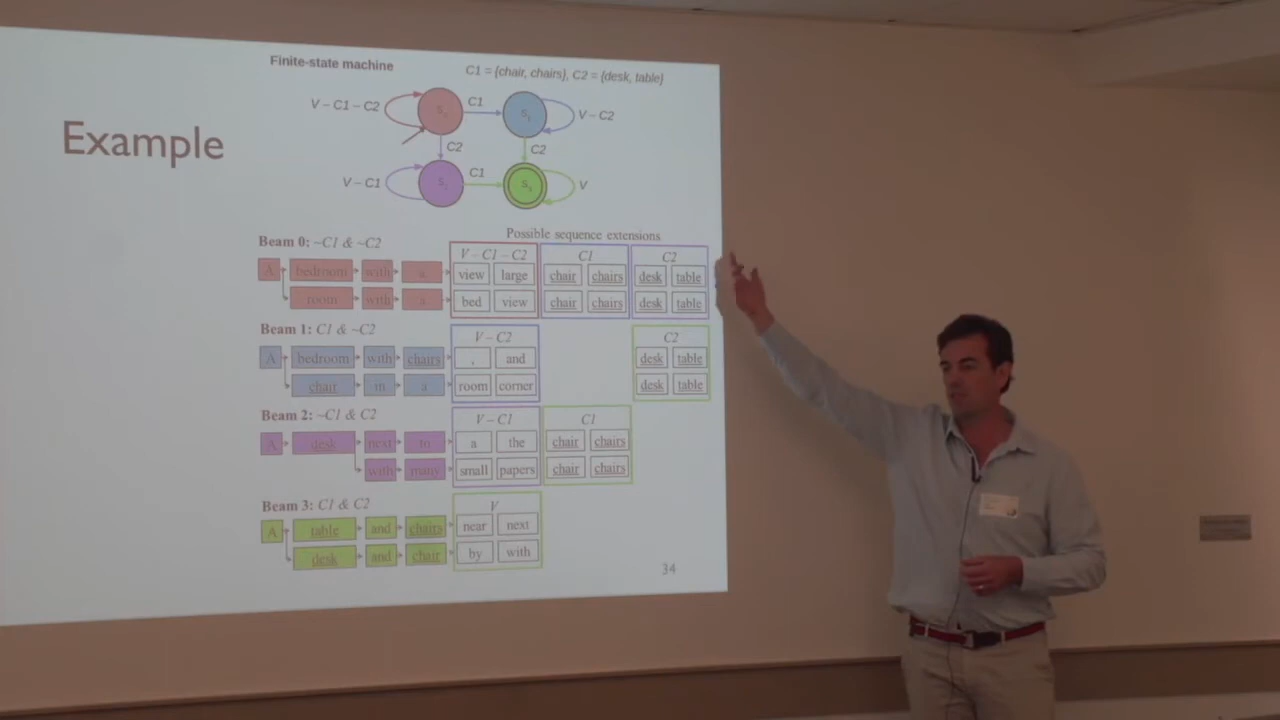 Finite-state machine
C1 = {chair, chairs}, C2 = {desk, table}
Example
V – C1 – C2 C1 V – C2
C2 C2
V – C1 C1 V
Possible sequence extensions
Beam 0: ~C1 & ~C2 V – C1 – C2 C1 C2
A bedroom with a view large chair chairs desk table
room with a bed view chair chairs desk table
Beam 1: C1 & ~C2 V – C2 C2
A bedroom with chairs , and desk table
chair in a room corner desk table
Beam 2: ~C1 & C2 V – C1 C1
A desk next to a the chair chairs
with many small papers chair chairs
Beam 3: C1 & C2 V
A table and chairs near next
desk and chair by with
34